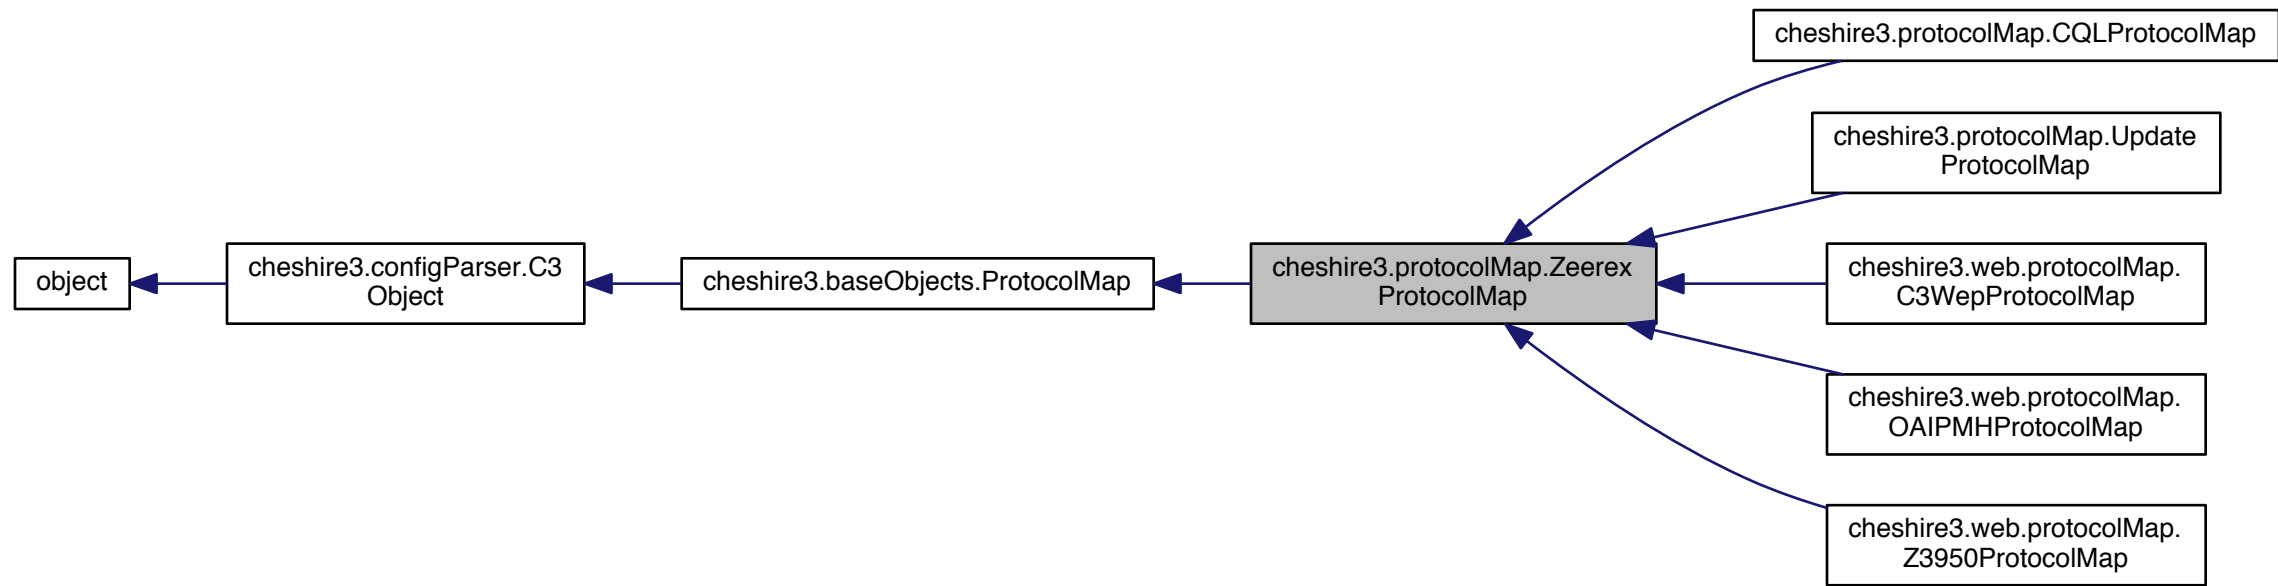 cheshire3.protocolMap.CQLProtocolMap
cheshire3.protocolMap.Update
ProtocolMap
object
cheshire3.configParser.C3
Object
cheshire3.baseObjects.ProtocolMap
cheshire3.protocolMap.Zeerex
ProtocolMap
cheshire3.web.protocolMap.
C3WepProtocolMap
cheshire3.web.protocolMap.
OAIPMHProtocolMap
cheshire3.web.protocolMap.
Z3950ProtocolMap